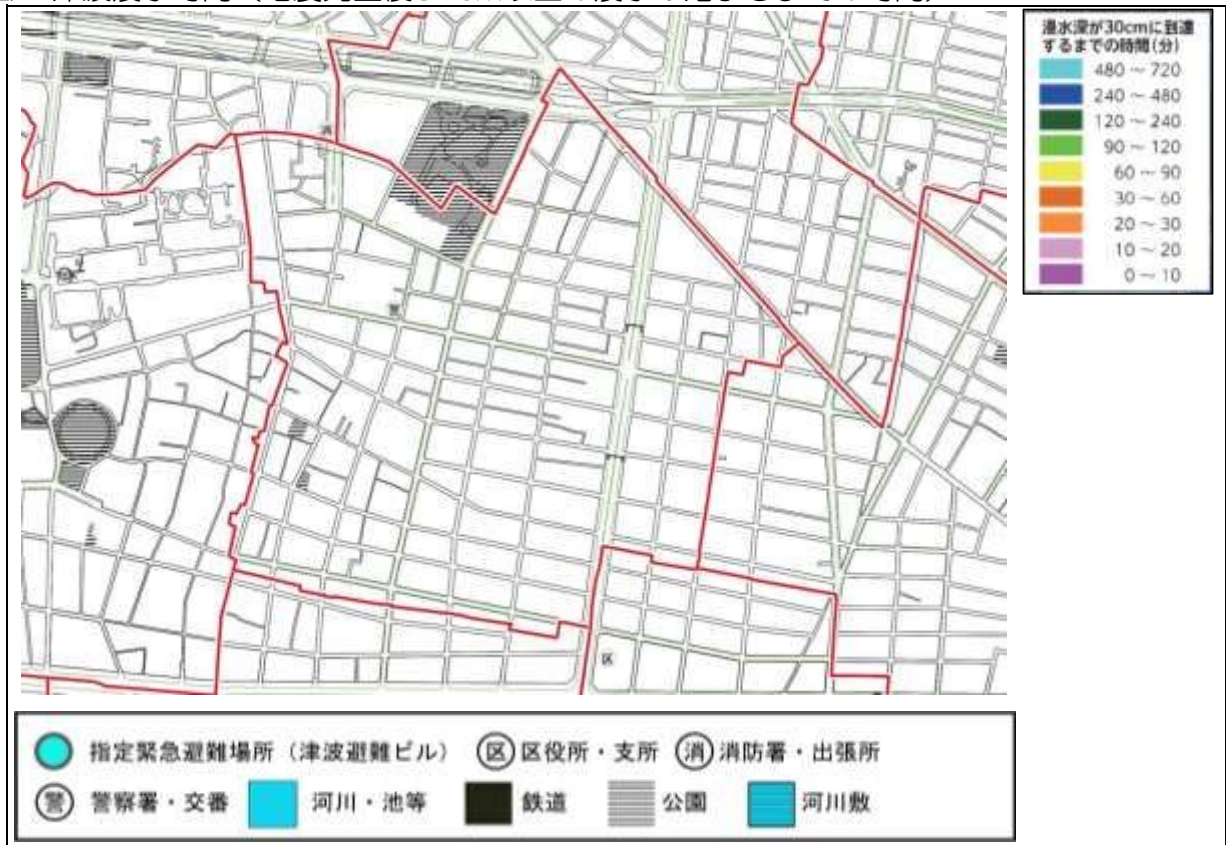 浸水深が30cmに到達
するまでの時間(分)
480 ~ 720
240 ~ 480
120 ~ 240
90 ~ 120
60 ~ 90
30 ~ 60
20 ~ 30
10 ~ 20
0 ~ 10
区
指定緊急避難場所(津波避難ビル)
区 区役所・支所
消 消防署・出張所
警 警察署・交番
河川・池等
鉄道
公園
河川敷